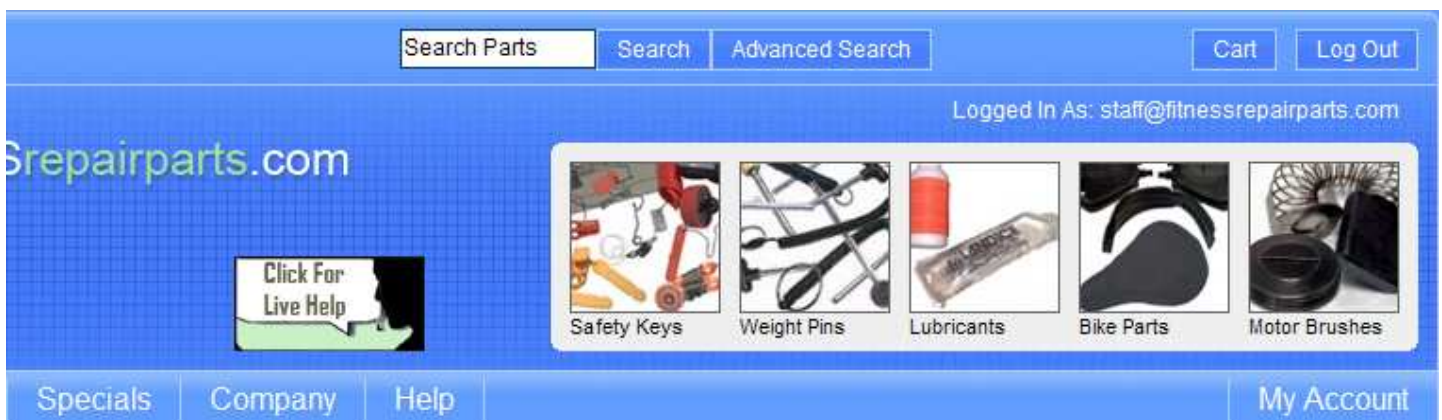 Search Parts Search Advanced Search Cart Log Out
Logged In As: staff@fitnessrepairparts.com
Srepairparts.com
Click For
Live Help
LANDICE
Safety Keys Weight Pins Lubricants Bike Parts Motor Brushes
Specials Company Help My Account